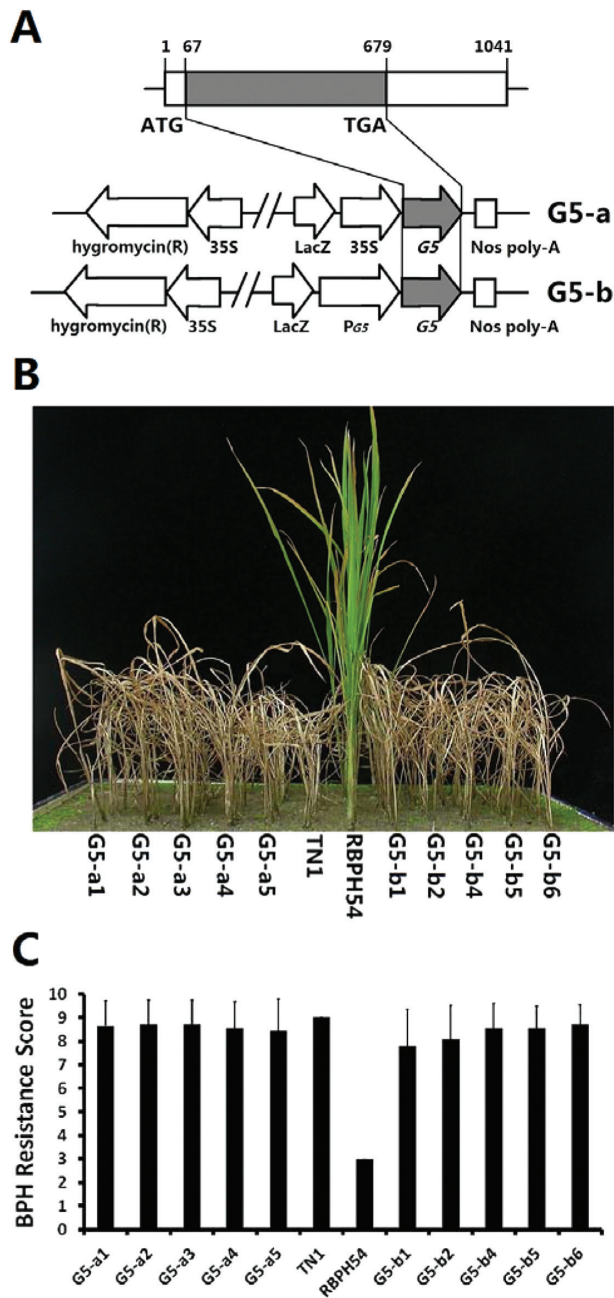 A
1 67 679 1041
ATG TGA
G5-a
hygromycin(R) 35S LacZ 35S G5 Nos poly-A
G5-b
hygromycin(R) 35S LacZ PG5 G5 Nos poly-A
B
G5-a1 G5-a2 G5-a3 G5-a4 G5-a5 TN1 RBPH54 G5-b1 G5-b2 G5-b4 G5-b5 G5-b6
C
BPH Resistance Score
10
9
8
7
6
5
4
3
2
1
0
G5-a1 G5-a2 G5-a3 G5-a4 G5-a5 TN1 RBPH54 G5-b1 G5-b2 G5-b4 G5-b5 G5-b6